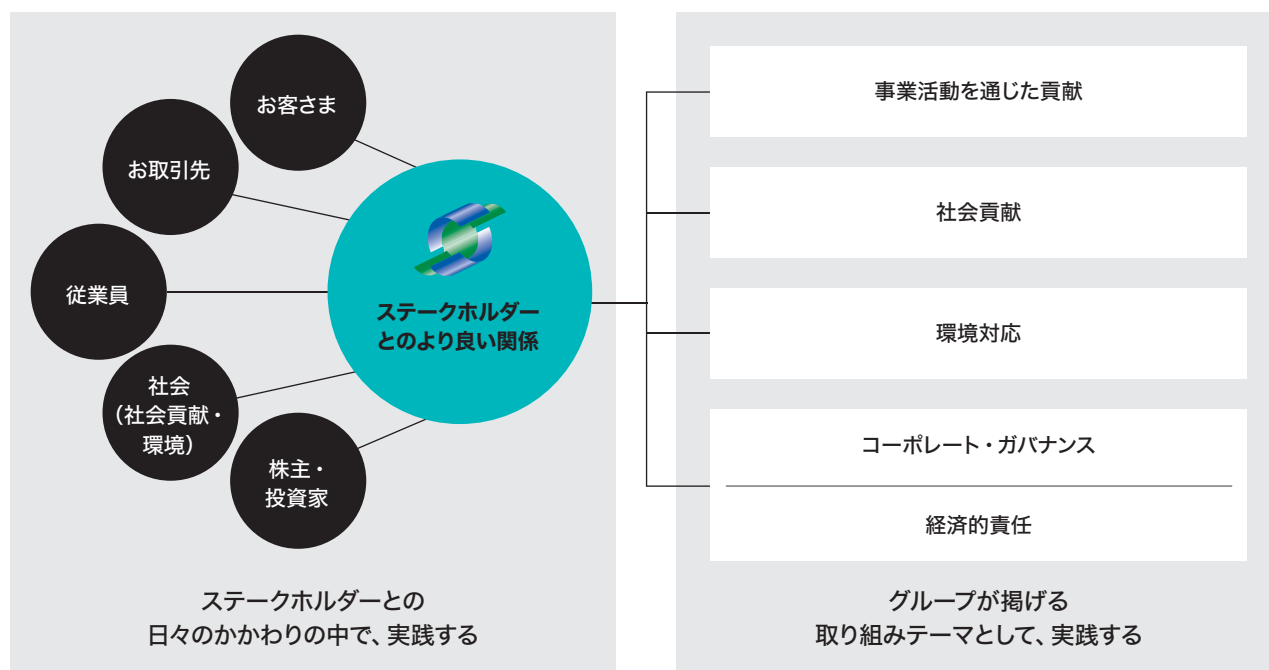 お客さま
お取引先
従業員
社会
（社会貢献・
環境）
株主・
投資家
ステークホルダー
とのより良い関係
ステークホルダーとの
日々のかかわりの中で、実践する
事業活動を通じた貢献
社会貢献
環境対応
コーポレート・ガバナンス
経済的責任
グループが掲げる
取り組みテーマとして、実践する